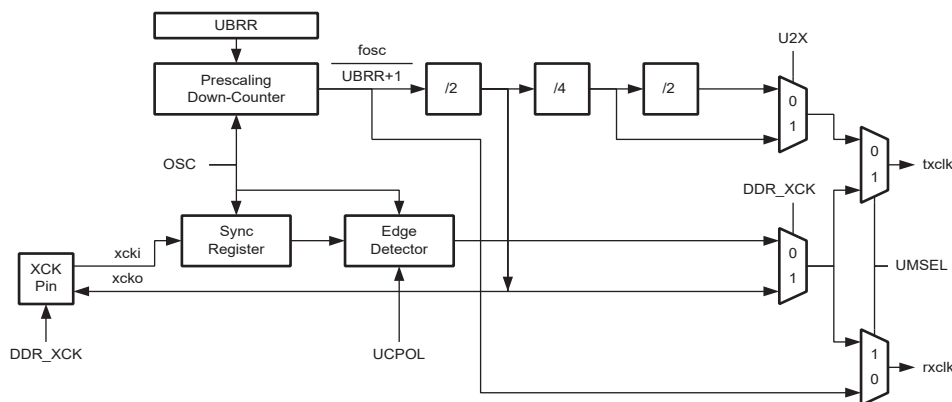 UBRR
fosc
UBRR+1
U2X
Prescaling
Down-Counter
/2
/4
/2
0
1
OSC
0
1
txclk
DDR_XCK
Sync
Register
Edge
Detector
xcki
0
1
UMSEL
XCK
Pin
xcko
DDR_XCK
UCPOL
1
0
rxclk